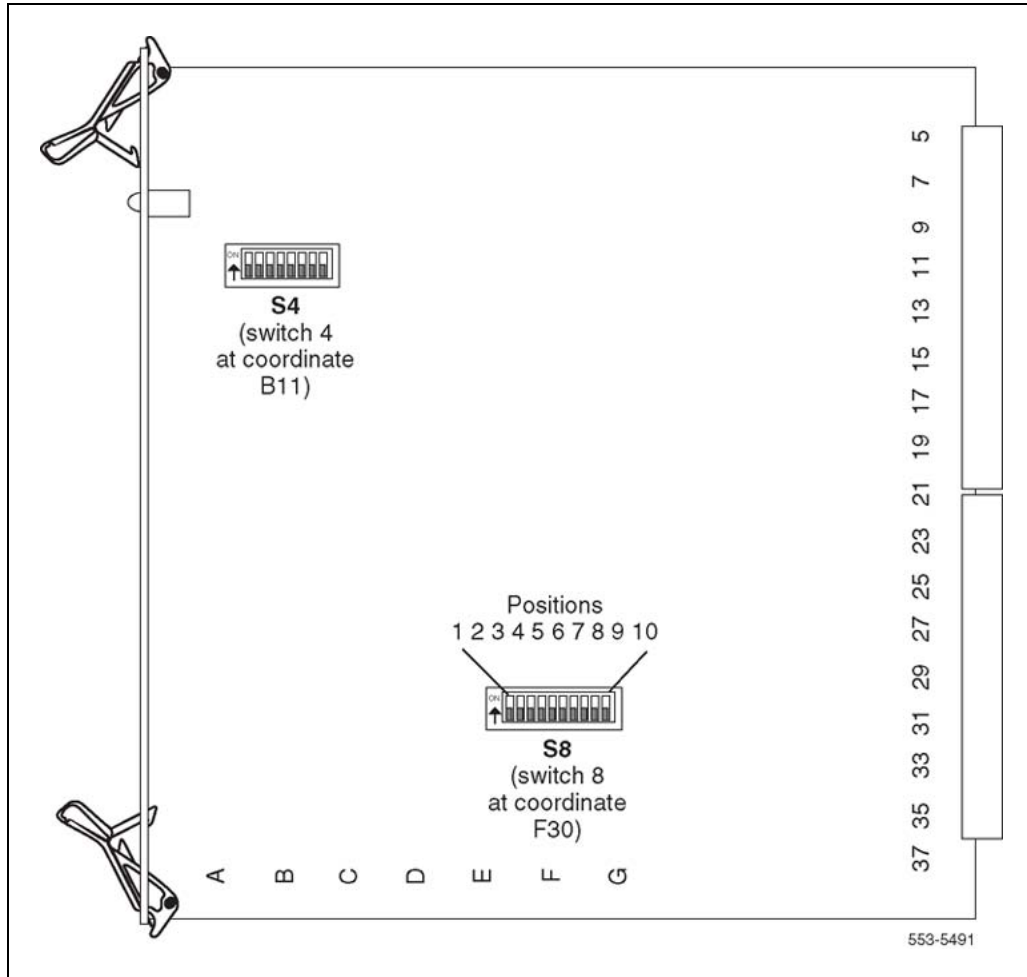 5
7
9
ON
11
S4
(switch 4
at coordinate
B11)
13
15
17
19
21
23
25
Positions
1 2 3 4 5 6 7 8 9 10
27
29
ON
31
S8
(switch 8
at coordinate
F30)
33
35
37
A B C D E F G
553-5491